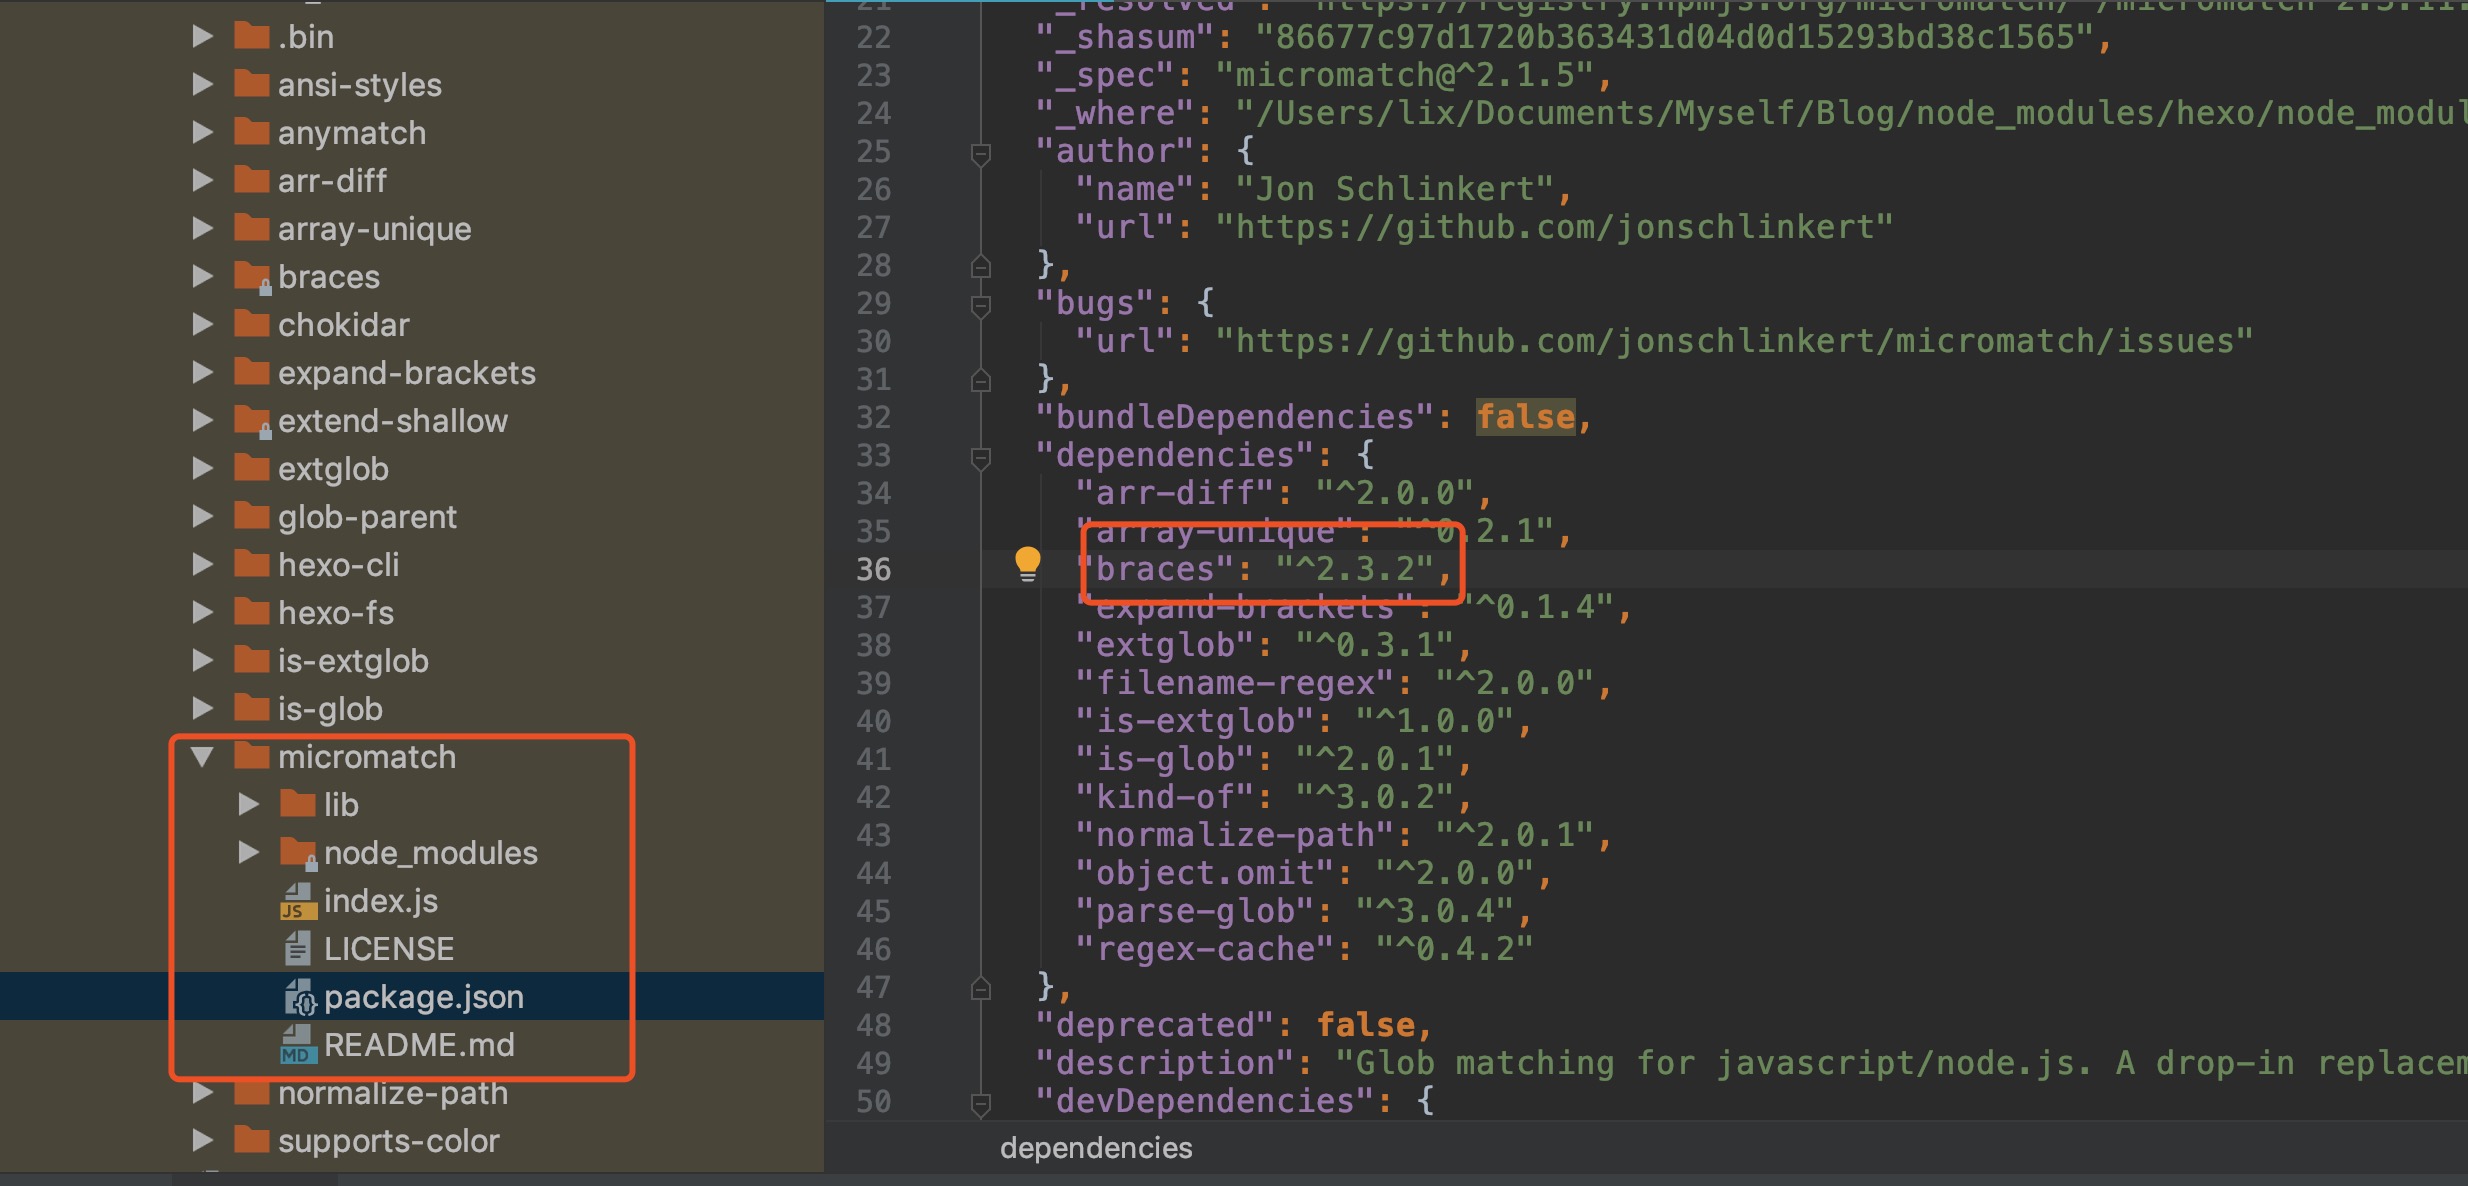 .bin
ansi-styles
anymatch
arr-diff
array-unique
braces
chokidar
expand-brackets
extend-shallow
extglob
glob-parent
hexo-cli
hexo-fs
is-extglob
is-glob
micromatch
lib
node_modules
JS index.js
LICENSE
package.json
MD README.md
normalize-path
supports-color
22 "_shasum": "86677c97d1720b363431d04d0d15293bd38c1565",
23 "_spec": "micromatch@^2.1.5",
24 "_where": "/Users/lix/Documents/Myself/Blog/node_modules/hexo/node_modul
25 "author": {
26 "name": "Jon Schlinkert",
27 "url": "https://github.com/jonschlinkert"
28 },
29 "bugs": {
30 "url": "https://github.com/jonschlinkert/micromatch/issues"
31 },
32 "bundleDependencies": false,
33 "dependencies": {
34 "arr-diff": "^2.0.0",
35 "array-unique": "^0.2.1",
36 "braces": "^2.3.2",
37 "expand-brackets": "^0.1.4",
38 "extglob": "^0.3.1",
39 "filename-regex": "^2.0.0",
40 "is-extglob": "^1.0.0",
41 "is-glob": "^2.0.1",
42 "kind-of": "^3.0.2",
43 "normalize-path": "^2.0.1",
44 "object.omit": "^2.0.0",
45 "parse-glob": "^3.0.4",
46 "regex-cache": "^0.4.2"
47 },
48 "deprecated": false,
49 "description": "Glob matching for javascript/node.js. A drop-in replacem
50 "devDependencies": {
dependencies